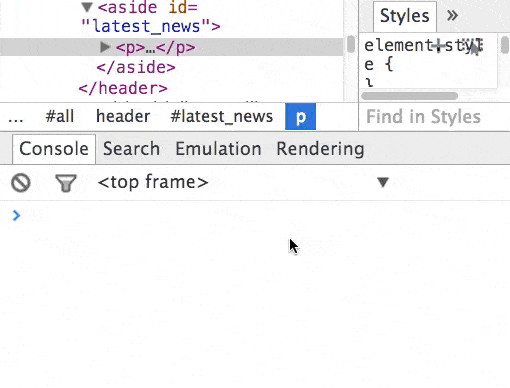 ▼<aside id=
"latest_news">
▶<p>…</p>
</aside>
</header>
Styles »
element.styl
e {
}
... #all header #latest_news p
Find in Styles
Console Search Emulation Rendering
<top frame> ▼
>